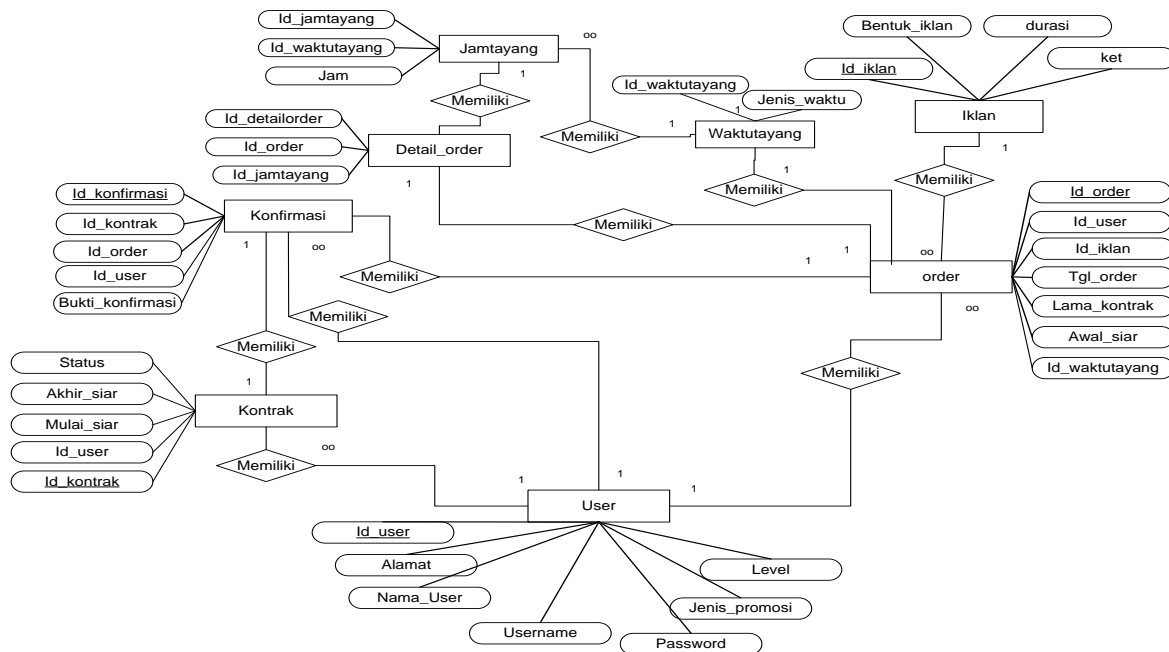 Id_jamtayang
Id_waktutayang
Jam
Jamtayang
oo
1
Memiliki
Bentuk_iklan
durasi
Id_iklan
ket
Iklan
1
Id_waktutayang
1
Jenis_waktu
Waktutayang
Memiliki
1
1
Memiliki
Memiliki
Id_detailorder
Id_order
Id_jamtayang
Detail_order
1
Memiliki
1
1
oo
Id_konfirmasi
Id_kontrak
Id_order
Id_user
Bukti_konfirmasi
Konfirmasi
1
oo
Memiliki
1
order
oo
Id_order
Id_user
Id_iklan
Tgl_order
Lama_kontrak
Awal_siar
Id_waktutayang
Memiliki
Memiliki
1
Memiliki
Status
Akhir_siar
Mulai_siar
Id_user
Id_kontrak
Kontrak
oo
Memiliki
1
1
1
User
Id_user
Alamat
Nama_User
Username
Password
Jenis_promosi
Level